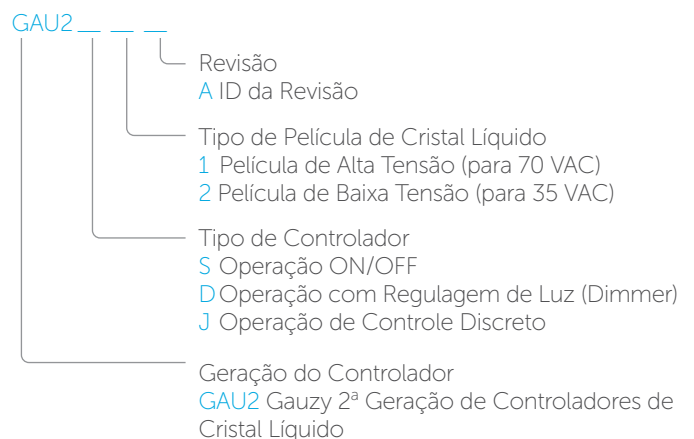 GAU2 __ __ __
Revisão
A ID da Revisão
Tipo de Película de Cristal Líquido
1 Película de Alta Tensão (para 70 VAC)
2 Película de Baixa Tensão (para 35 VAC)
Tipo de Controlador
S Operação ON/OFF
D Operação com Regulagem de Luz (Dimmer)
J Operação de Controle Discreto
Geração do Controlador
GAU2 Gauzy 2ª Geração de Controladores de
Cristal Líquido